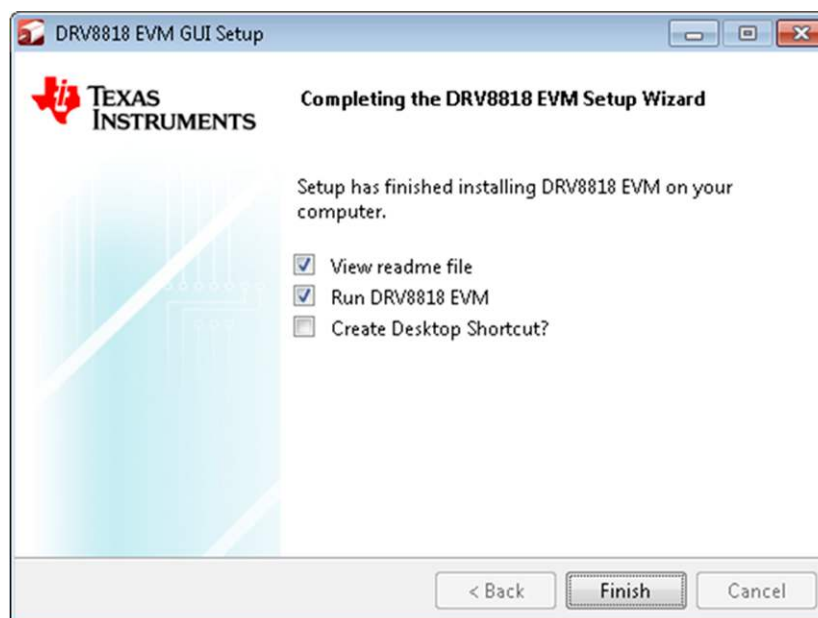 DRV8818 EVM GUI Setup
TEXAS
INSTRUMENTS
Completing the DRV8818 EVM Setup Wizard
Setup has finished installing DRV8818 EVM on your
computer.
View readme file
Run DRV8818 EVM
Create Desktop Shortcut?
< Back
Finish
Cancel